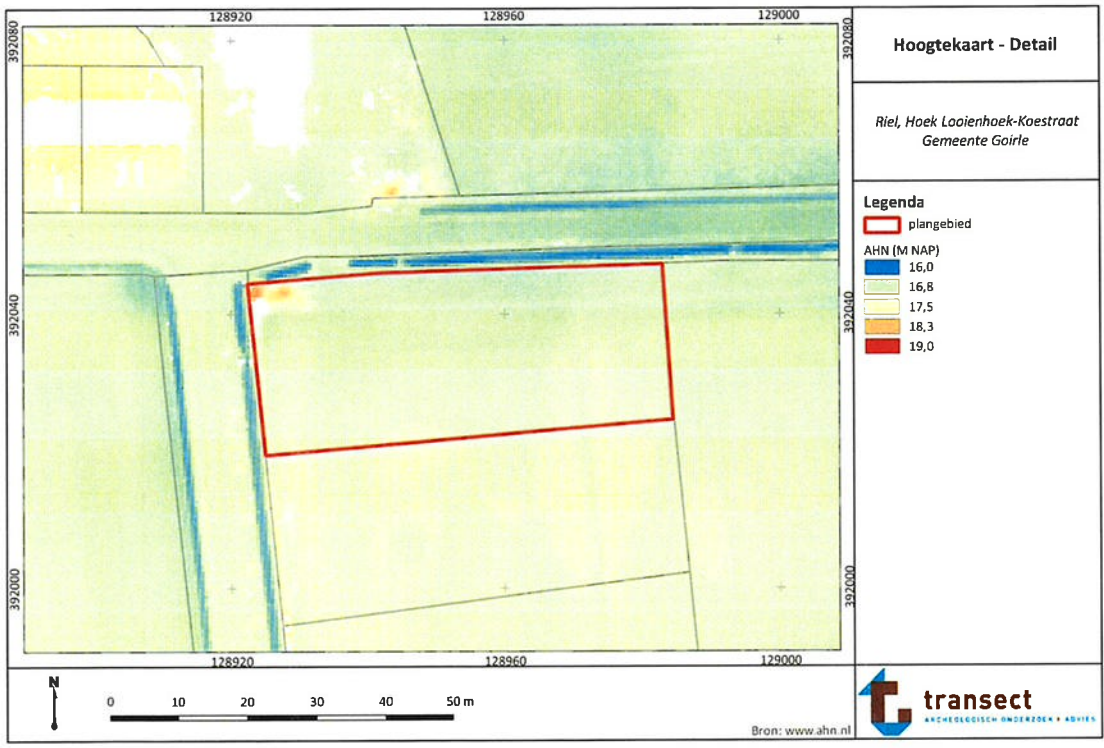 128920 128960 129000
392080
392080
392040
392040
392000
392000
128920 128960 129000
Hoogtekaart - Detail
Riel, Hoek Looienhoek-Koestraat
Gemeente Goirle
Legenda
plangebied
AHN (M NAP)
16,0
16,8
17,5
18,3
19,0
N
0 10 20 30 40 50 m
Bron: www.ahn.nl
transect
ARCHEOLOGISCH ONDERZOEK & ADVIES